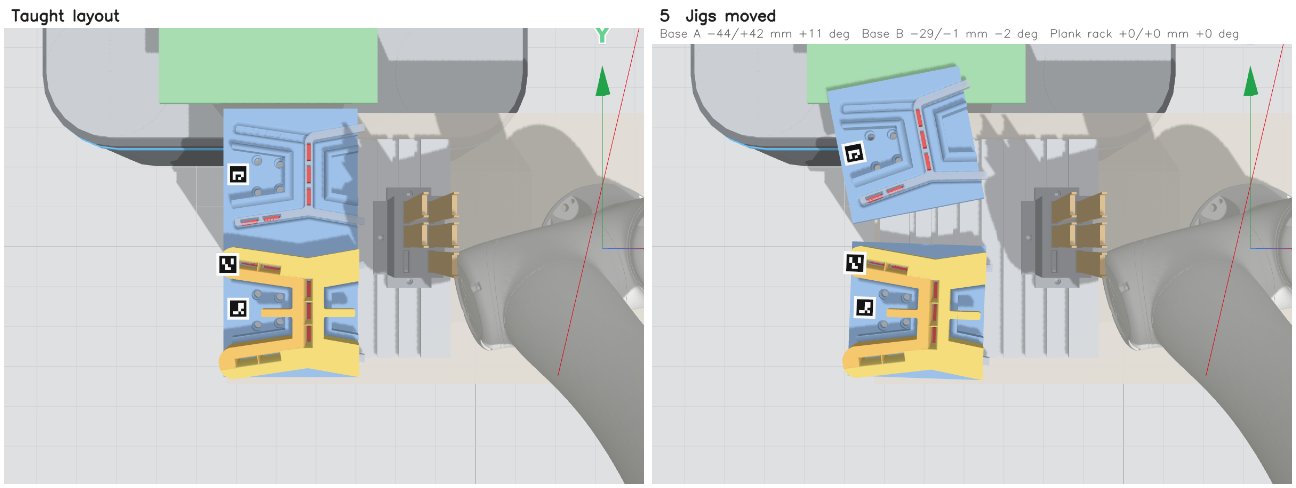 Taught layout
5 Jigs moved
Base A -44/+42 mm +11 deg Base B -29/-1 mm -2 deg Plank rack +0/+0 mm +0 deg
Y